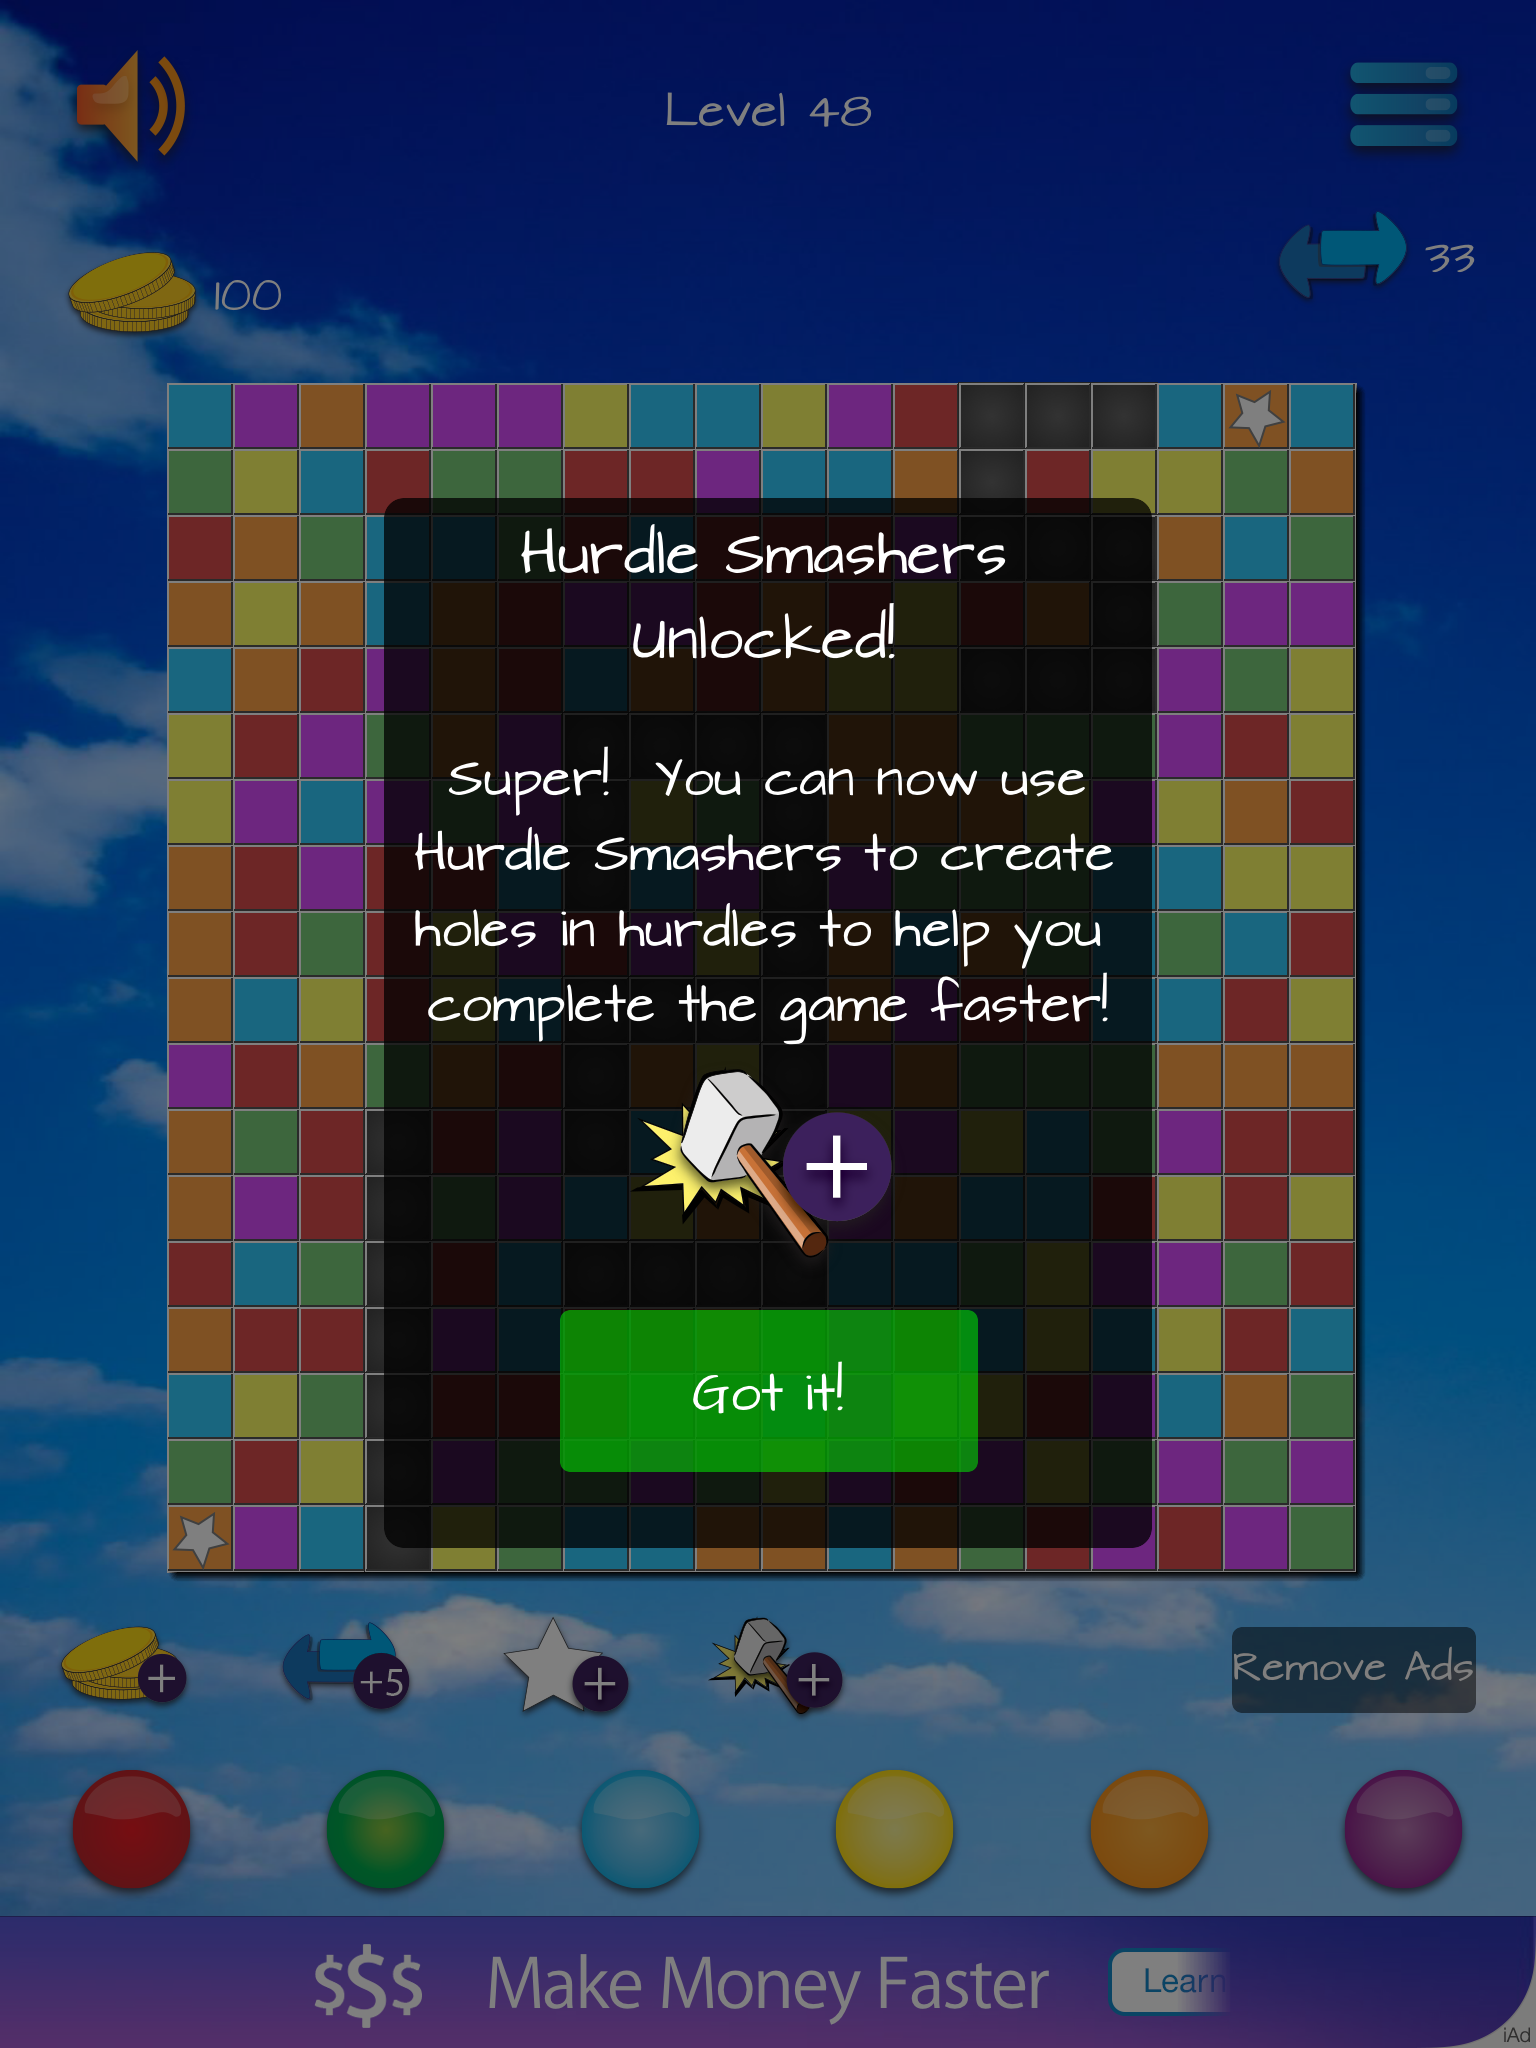 Level 48
33
100
Hurdle Smashers
Unlocked!
Super! You can now use
Hurdle Smashers to create
holes in hurdles to help you
complete the game faster!
+
Got it!
+
+5
+
+
Remove Ads
$$$ Make Money Faster
Learn
iAd